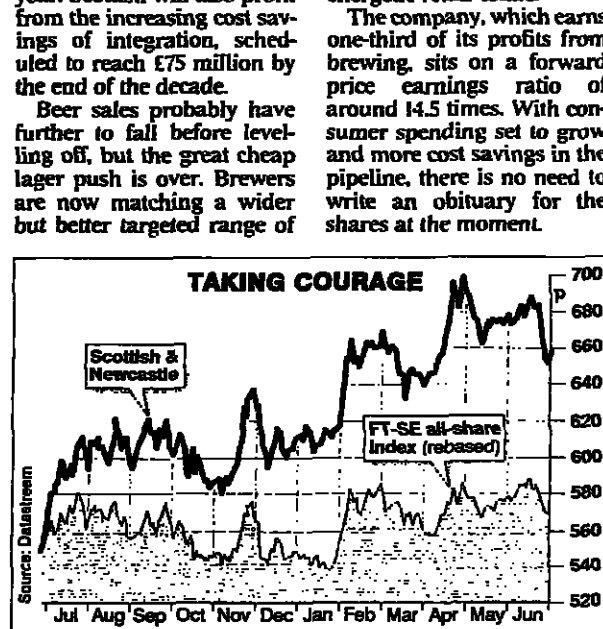 year. Scottish will also profit
from the increasing cost sav-
ings of integration, sched-
uled to reach £75 million by
the end of the decade.
Beer sales probably have
further to fall before level-
ling off, but the great cheap
lager push is over. Brewers
are now matching a wider
but better targeted range of
energetic retail
The company, which earns
one-third of its profits from
brewing, sits on a forward
price earnings ratio of
around 14.5 times. With con-
sumer spending set to grow
and more cost savings in the
pipeline, there is no need to
write an obituary for the
shares at the moment.
TAKING COURAGE
Scottish &
Newcastle
FT-SE all-share
index (rebased)
700
p
680
660
640
620
600
580
560
540
520
Source: Datastream
Jul Aug Sep Oct Nov Dec Jan Feb Mar Apr May Jun